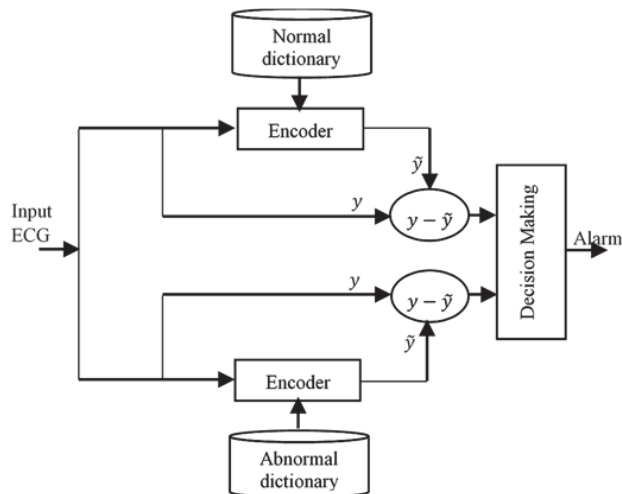 Normal
dictionary
Encoder
ỹ
y
y − ỹ
Input
ECG
Decision Making
Alarm
y
y − ỹ
ỹ
Encoder
Abnormal
dictionary